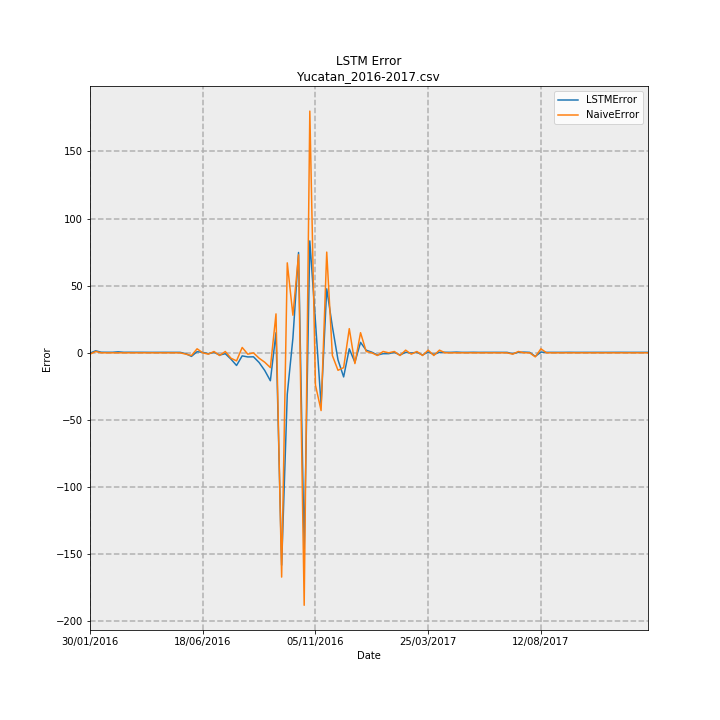 LSTM Error
Yucatan_2016-2017.csv
LSTMError
NaiveError
150
100
50
0
−50
−100
−150
−200
Error
30/01/2016
18/06/2016
05/11/2016
25/03/2017
12/08/2017
Date